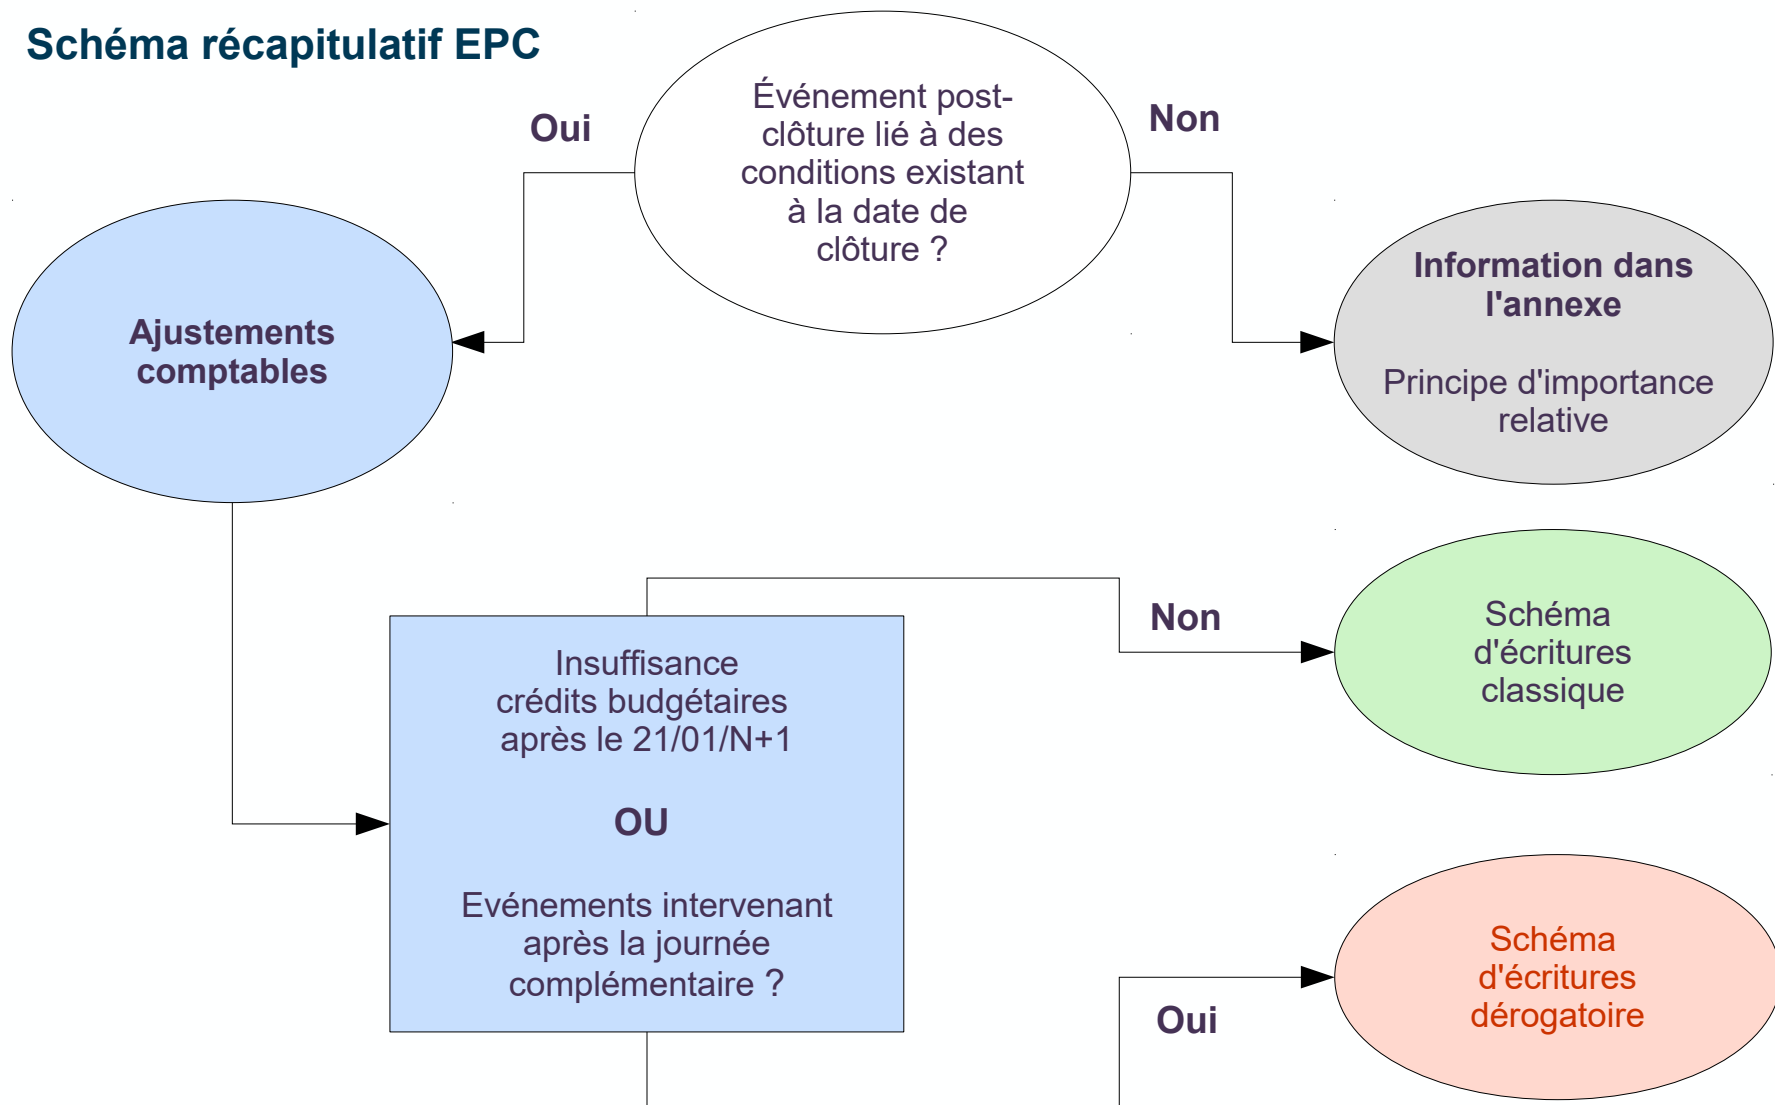 Schéma récapitulatif EPC
Événement post-
clôture lié à des
conditions existant
à la date de
clôture ?
Oui
Non
Ajustements
comptables
Information dans
l'annexe
Principe d'importance
relative
Insuffisance
crédits budgétaires
après le 21/01/N+1
OU
Evénements intervenant
après la journée
complémentaire ?
Non
Schéma
d'écritures
classique
Oui
Schéma
d'écritures
dérogatoire